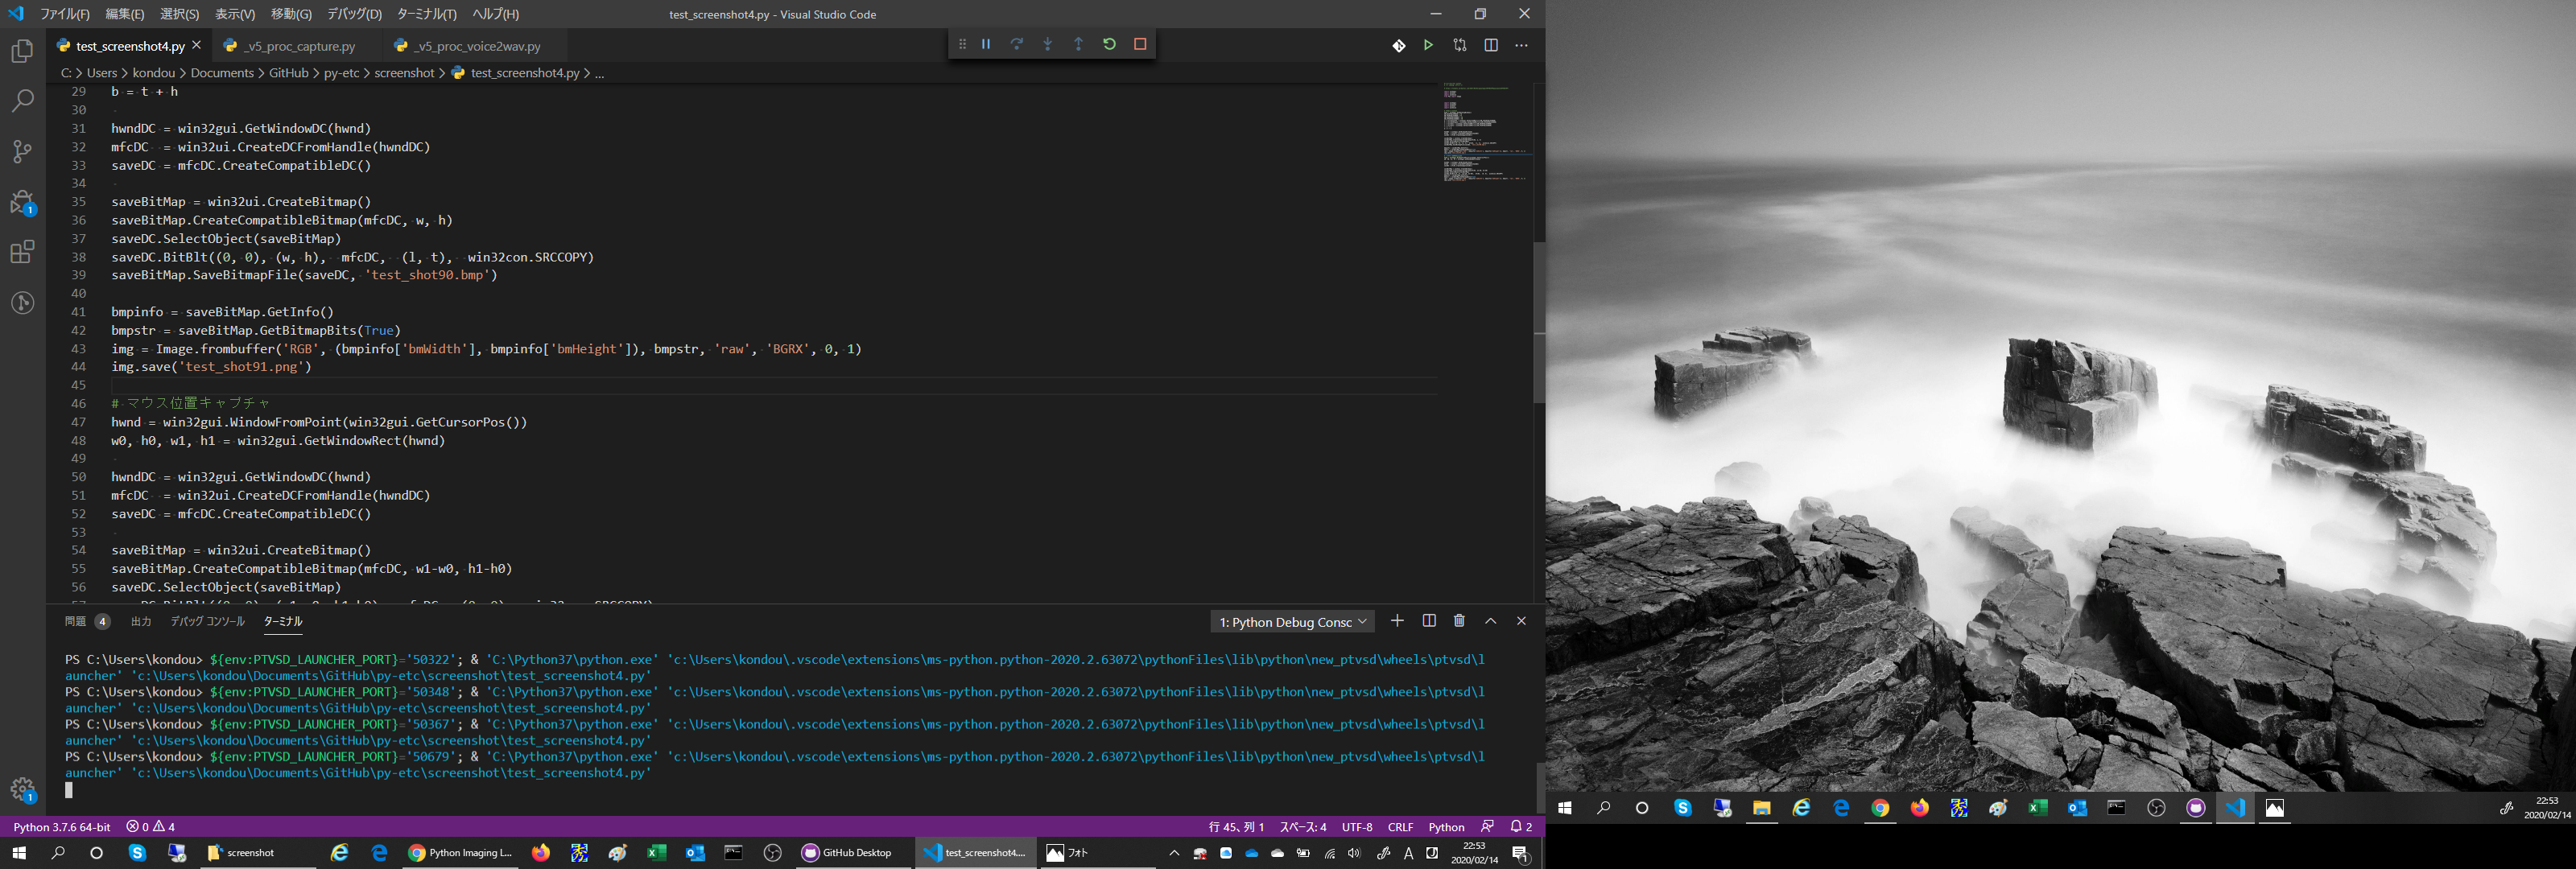 ファイル(F) 編集(E) 選択(S) 表示(V) 移動(G) デバッグ(D) ターミナル(T) ヘルプ(H) test_screenshot4.py - Visual Studio Code
test_screenshot4.py _v5_proc_capture.py _v5_proc_voice2wav.py
C: > Users > kondou > Documents > GitHub > py-etc > screenshot > test_screenshot4.py > ...
29 b = t + h
30
31 hwndDC = win32gui.GetWindowDC(hwnd)
32 mfcDC  = win32ui.CreateDCFromHandle(hwndDC)
33 saveDC = mfcDC.CreateCompatibleDC()
34
35 saveBitMap = win32ui.CreateBitmap()
36 saveBitMap.CreateCompatibleBitmap(mfcDC, w, h)
37 saveDC.SelectObject(saveBitMap)
38 saveDC.BitBlt((0, 0), (w, h),  mfcDC,  (l, t),  win32con.SRCCOPY)
39 saveBitMap.SaveBitmapFile(saveDC, 'test_shot90.bmp')
40
41 bmpinfo = saveBitMap.GetInfo()
42 bmpstr = saveBitMap.GetBitmapBits(True)
43 img = Image.frombuffer('RGB', (bmpinfo['bmWidth'], bmpinfo['bmHeight']), bmpstr, 'raw', 'BGRX', 0, 1)
44 img.save('test_shot91.png')
45
46 # マウス位置キャプチャ
47 hwnd = win32gui.WindowFromPoint(win32gui.GetCursorPos())
48 w0, h0, w1, h1 = win32gui.GetWindowRect(hwnd)
49
50 hwndDC = win32gui.GetWindowDC(hwnd)
51 mfcDC  = win32ui.CreateDCFromHandle(hwndDC)
52 saveDC = mfcDC.CreateCompatibleDC()
53
54 saveBitMap = win32ui.CreateBitmap()
55 saveBitMap.CreateCompatibleBitmap(mfcDC, w1-w0, h1-h0)
56 saveDC.SelectObject(saveBitMap)
問題 4 出力 デバッグ コンソール ターミナル 1: Python Debug Consc
PS C:\Users\kondou> ${env:PTVSD_LAUNCHER_PORT}='50322'; & 'C:\Python37\python.exe' 'c:\Users\kondou\.vscode\extensions\ms-python.python-2020.2.63072\pythonFiles\lib\python\new_ptvsd\wheels\ptvsd\l
auncher' 'c:\Users\kondou\Documents\GitHub\py-etc\screenshot\test_screenshot4.py'
PS C:\Users\kondou> ${env:PTVSD_LAUNCHER_PORT}='50348'; & 'C:\Python37\python.exe' 'c:\Users\kondou\.vscode\extensions\ms-python.python-2020.2.63072\pythonFiles\lib\python\new_ptvsd\wheels\ptvsd\l
auncher' 'c:\Users\kondou\Documents\GitHub\py-etc\screenshot\test_screenshot4.py'
PS C:\Users\kondou> ${env:PTVSD_LAUNCHER_PORT}='50367'; & 'C:\Python37\python.exe' 'c:\Users\kondou\.vscode\extensions\ms-python.python-2020.2.63072\pythonFiles\lib\python\new_ptvsd\wheels\ptvsd\l
auncher' 'c:\Users\kondou\Documents\GitHub\py-etc\screenshot\test_screenshot4.py'
PS C:\Users\kondou> ${env:PTVSD_LAUNCHER_PORT}='50679'; & 'C:\Python37\python.exe' 'c:\Users\kondou\.vscode\extensions\ms-python.python-2020.2.63072\pythonFiles\lib\python\new_ptvsd\wheels\ptvsd\l
auncher' 'c:\Users\kondou\Documents\GitHub\py-etc\screenshot\test_screenshot4.py'
Python 3.7.6 64-bit 0 4 行 45、列 1 スペース: 4 UTF-8 CRLF Python 2
screenshot Python Imaging L... GitHub Desktop test_screenshot4.... フォト A 22:53
2020/02/14
22:53
2020/02/14